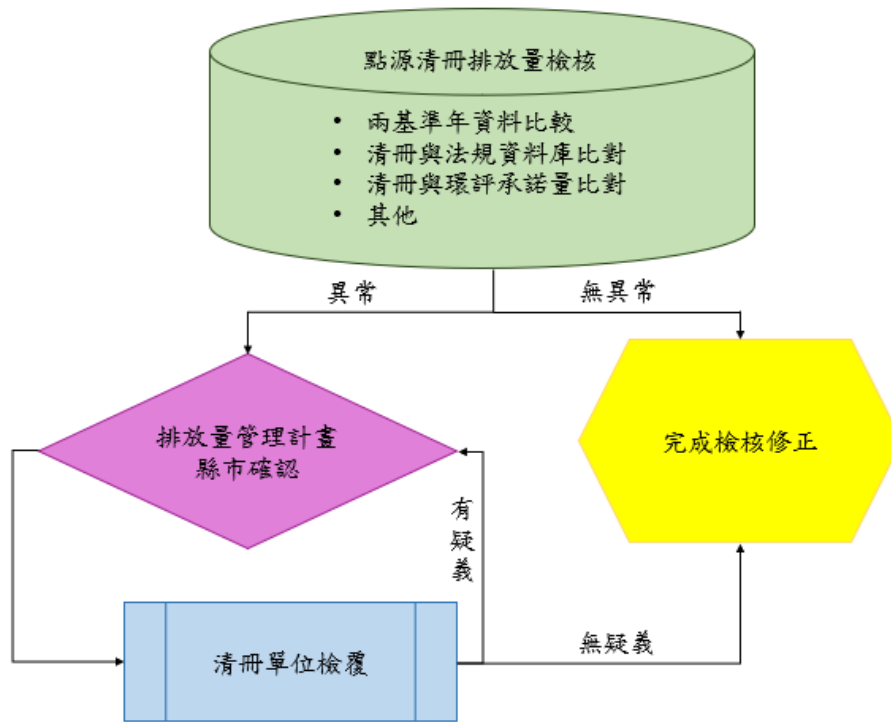 點源清冊排放量檢核
• 兩基準年資料比較
• 清冊與法規資料庫比對
• 清冊與環評承諾量比對
• 其他
異常
無異常
排放量管理計畫
縣市確認
完成檢核修正
有疑義
清冊單位檢覆
無疑義